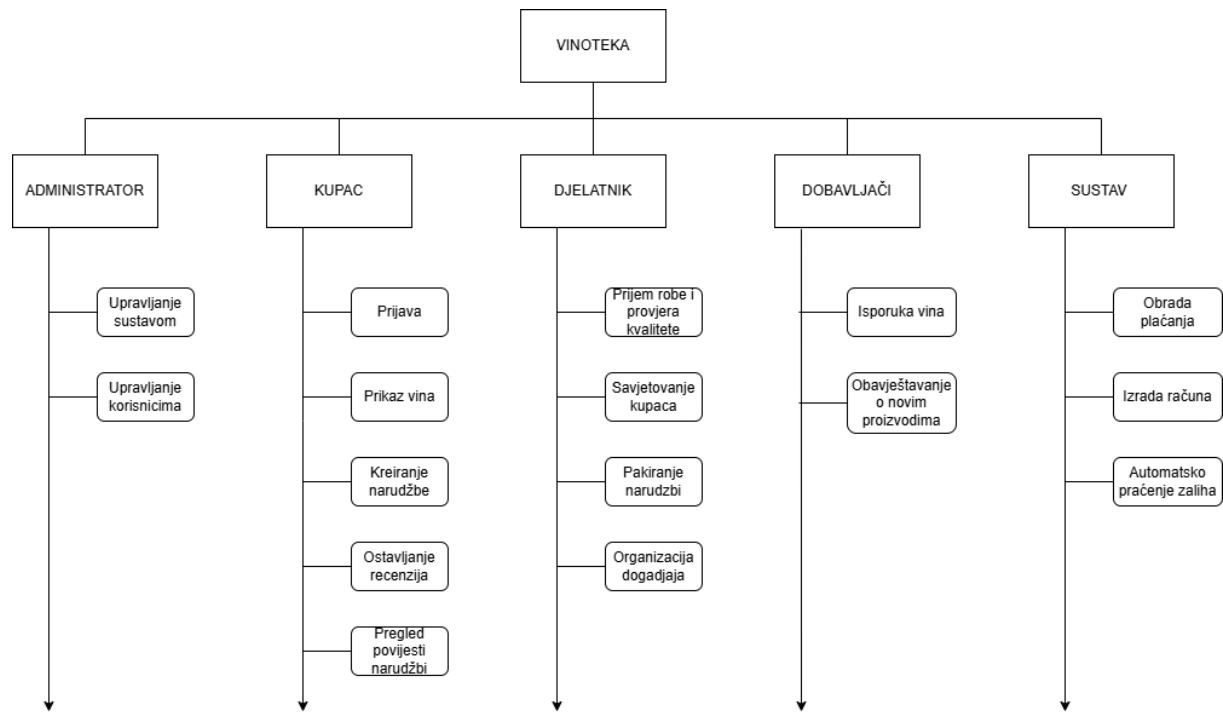 VINOTEKA
ADMINISTRATOR
KUPAC
DJELATNIK
DOBAVLJAČI
SUSTAV
Upravljanje
sustavom
Upravljanje
korisnicima
Prijava
Prikaz vina
Kreiranje
narudžbe
Ostavljanje
recenzija
Pregled
povijesti
narudžbi
Prijem robe i
provjera
kvalitete
Savjetovanje
kupaca
Pakiranje
narudzbi
Organizacija
dogadjaja
Isporuka vina
Obavještavanje
o novim
proizvodima
Obrada
plaćanja
Izrada računa
Automatsko
praćenje zaliha